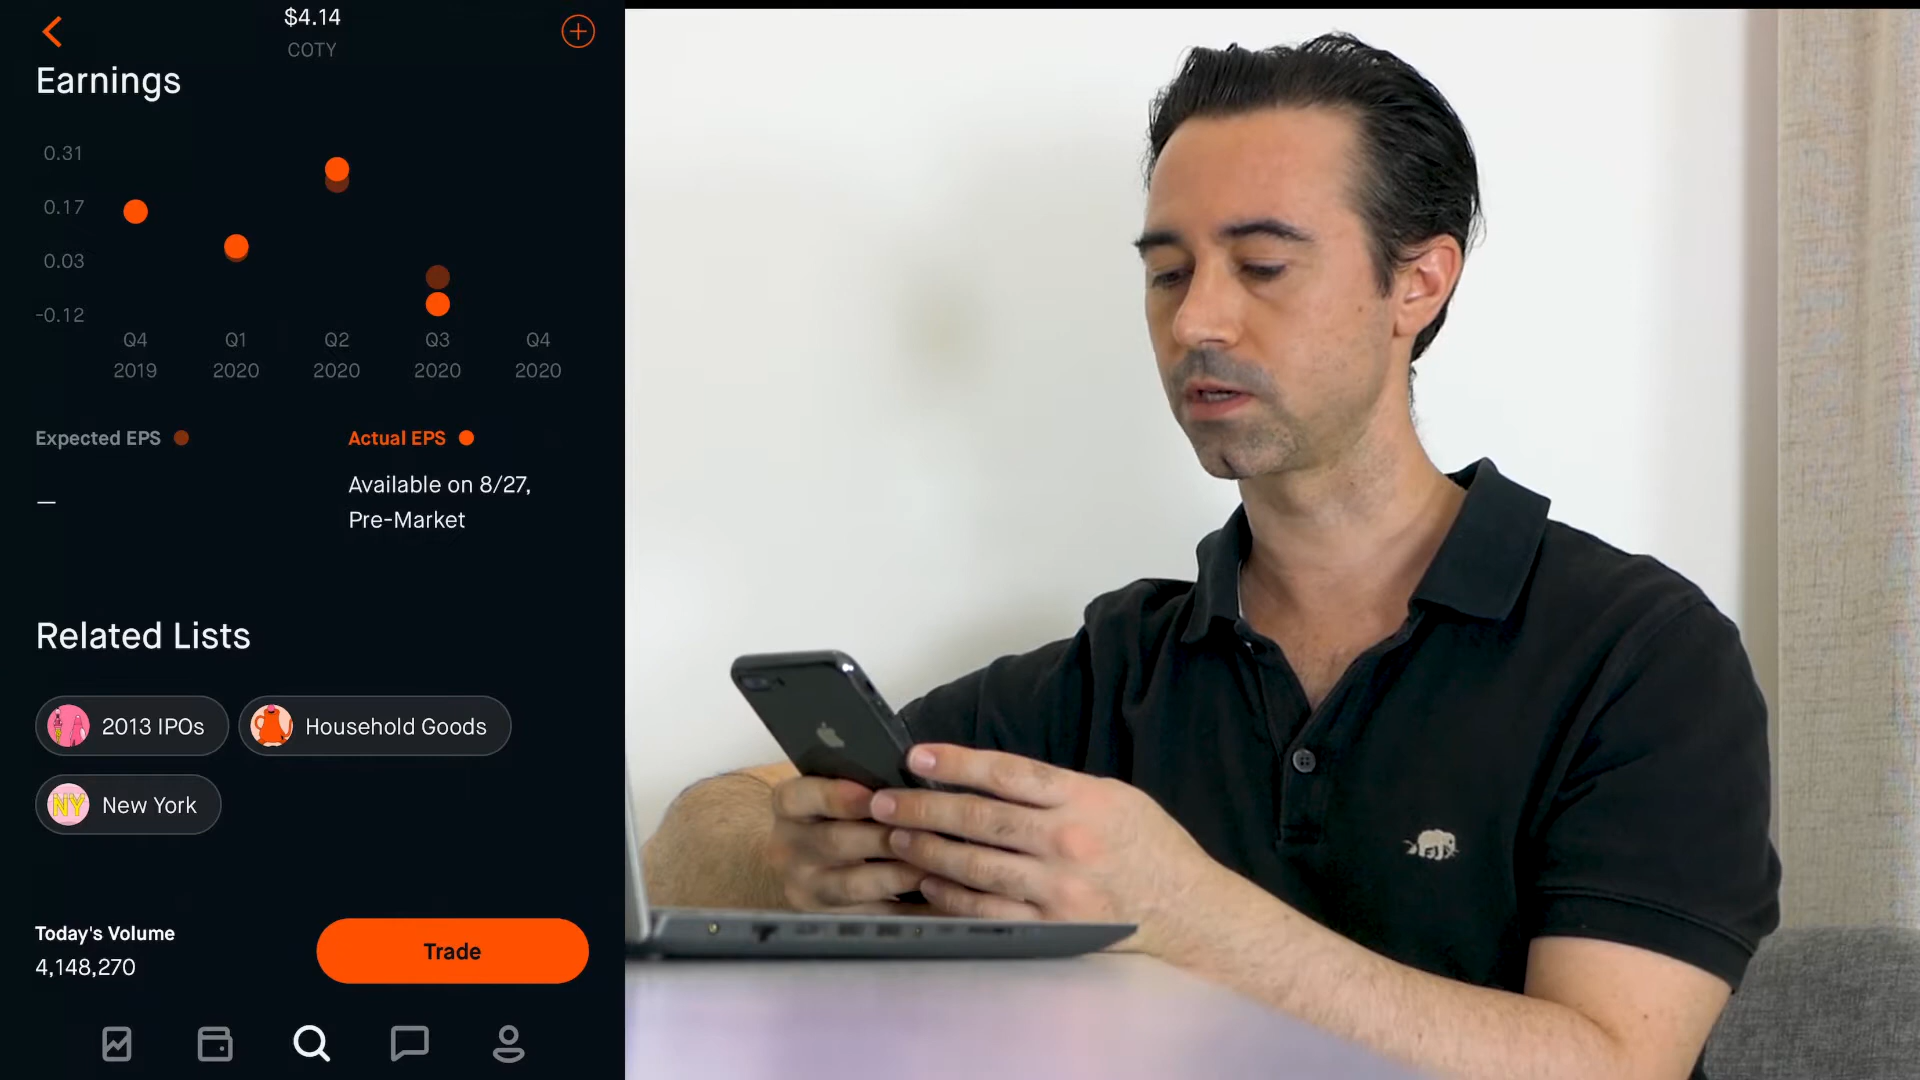 $4.14
COTY
Earnings
0.31
0.17
0.03
-0.12
Q4 Q1 Q2 Q3 Q4
2019 2020 2020 2020 2020
Expected EPS
Actual EPS
—
Available on 8/27,
Pre-Market
Related Lists
2013 IPOs
Household Goods
NY New York
Today's Volume
4,148,270
Trade